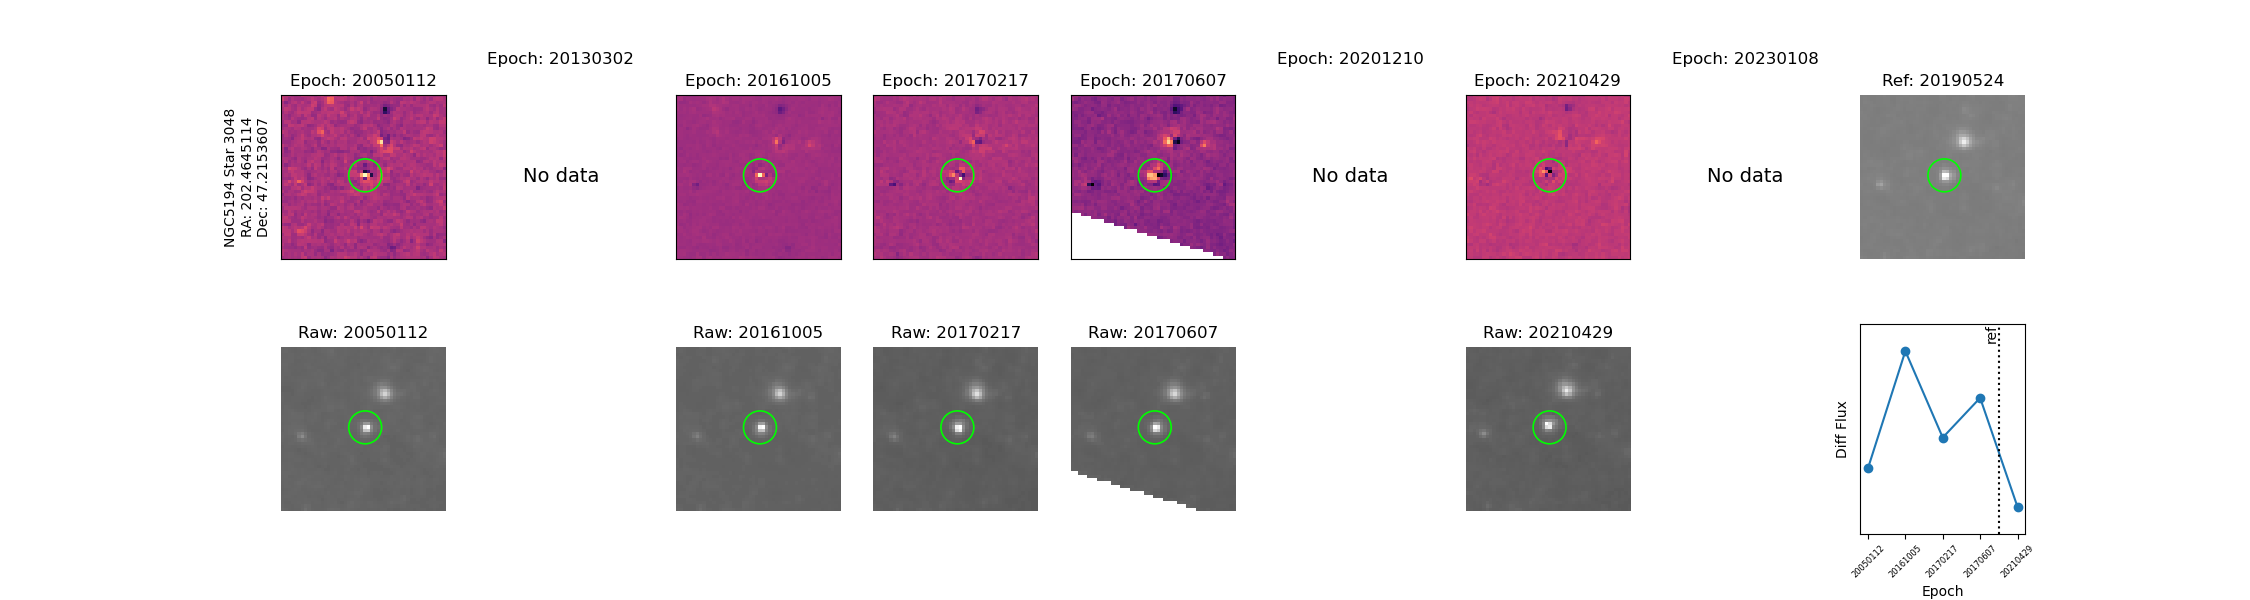 Epoch: 20130302
Epoch: 20201210
Epoch: 20230108
Epoch: 20050112
Epoch: 20161005
Epoch: 20170217
Epoch: 20170607
Epoch: 20210429
Ref: 20190524
NGC5194 Star 3048
RA: 202.4645114
Dec: 47.2153607
No data
No data
No data
Raw: 20050112
Raw: 20161005
Raw: 20170217
Raw: 20170607
Raw: 20210429
ref
Diff Flux
20050112
20161005
20170217
20170607
20210429
Epoch